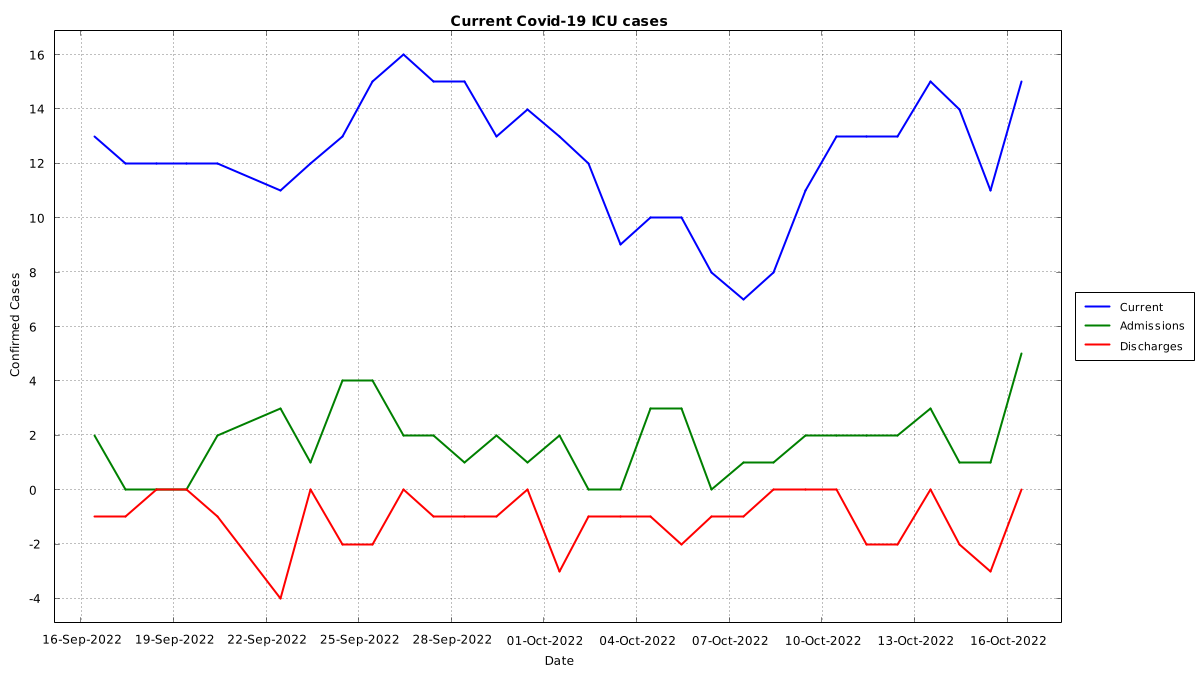 Current Covid-19 ICU cases
16
14
12
10
8
6
4
2
0
-2
-4
Confirmed Cases
16-Sep-2022 19-Sep-2022 22-Sep-2022 25-Sep-2022 28-Sep-2022 01-Oct-2022 04-Oct-2022 07-Oct-2022 10-Oct-2022 13-Oct-2022 16-Oct-2022
Date
Current
Admissions
Discharges